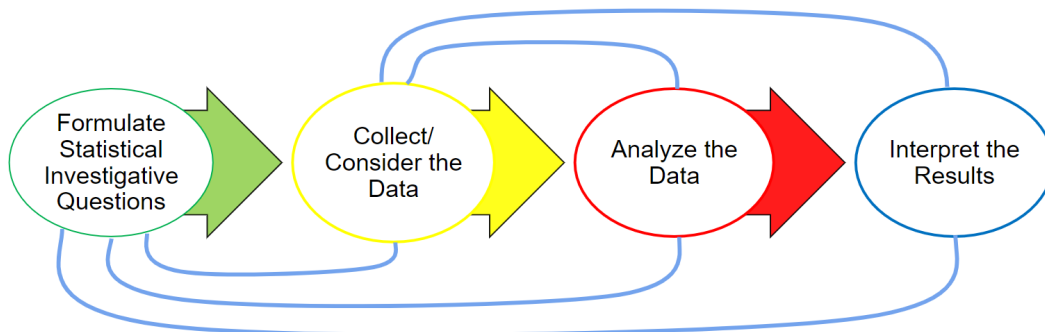 Formulate
Statistical
Investigative
Questions
Collect/
Consider the
Data
Analyze the
Data
Interpret the
Results